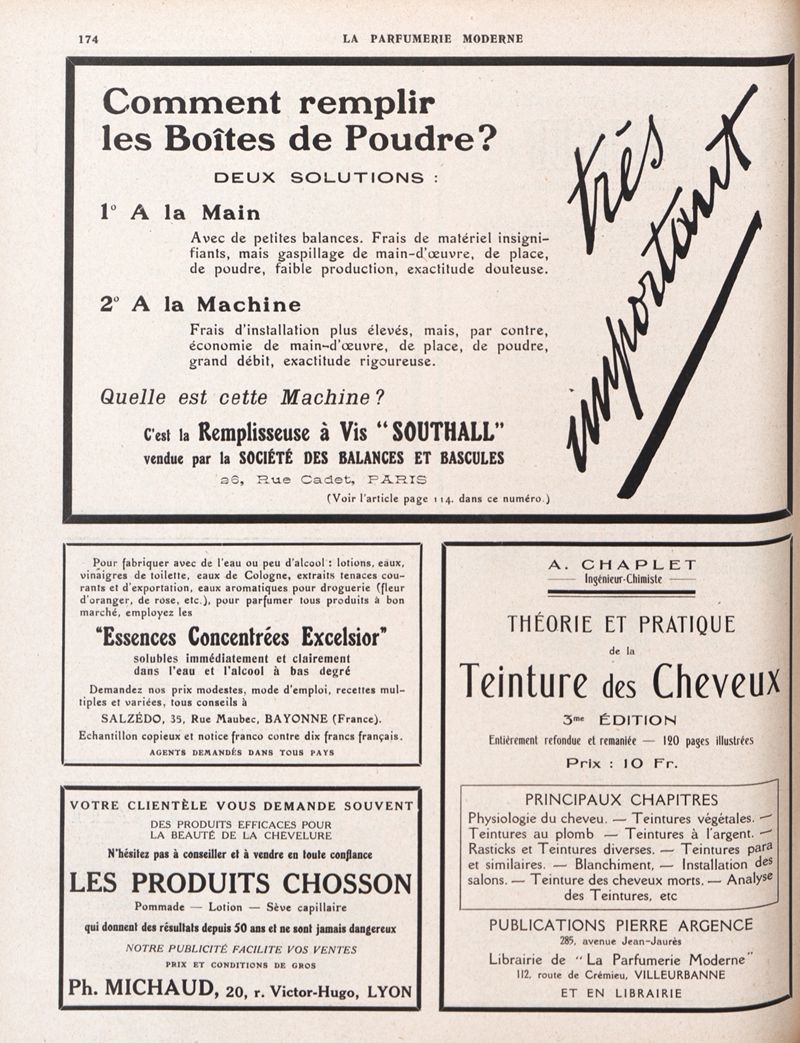 174
LA PARFUMERIE MODERNE
Comment remplir
les Boîtes de Poudre?
DEUX SOLUTIONS :
1° A la Main
Avec de petites balances. Frais de matériel insigni-
fiants, mais gaspillage de main-d'œuvre, de place,
de poudre, faible production, exactitude douteuse.
2° A la Machine
Frais d'installation plus élevés, mais, par contre,
économie de main-d'œuvre, de place, de poudre,
grand débit, exactitude rigoureuse.
Quelle est cette Machine ?
C'est la Remplisseuse à Vis "SOUTHALL"
vendue par la SOCIÉTÉ DES BALANCES ET BASCULES
26, Rue Cadet, PARIS
(Voir l'article page 114. dans ce numéro.)
très
important
Pour fabriquer avec de l'eau ou peu d'alcool : lotions, eaux,
vinaigres de toilette, eaux de Cologne, extraits tenaces cou-
rants et d'exportation, eaux aromatiques pour droguerie (fleur
d'oranger, de rose, etc.), pour parfumer tous produits à bon
marché, employez les
"Essences Concentrées Excelsior"
solubles immédiatement et clairement
dans l'eau et l'alcool à bas degré
Demandez nos prix modestes, mode d'emploi, recettes mul-
tiples et variées, tous conseils à
SALZÉDO, 35, Rue Maubec, BAYONNE (France).
Echantillon copieux et notice franco contre dix francs français.
AGENTS DEMANDÉS DANS TOUS PAYS
VOTRE CLIENTÈLE VOUS DEMANDE SOUVENT
DES PRODUITS EFFICACES POUR
LA BEAUTÉ DE LA CHEVELURE
N'hésitez pas à conseiller et à vendre en toute confiance
LES PRODUITS CHOSSON
Pommade — Lotion — Sève capillaire
qui donnent des résultats depuis 50 ans et ne sont jamais dangereux
NOTRE PUBLICITÉ FACILITE VOS VENTES
PRIX ET CONDITIONS DE GROS
Ph. MICHAUD, 20, r. Victor-Hugo, LYON
A. CHAPLET
Ingénieur-Chimiste
THÉORIE ET PRATIQUE
de la
Teinture des Cheveux
3me ÉDITION
Entièrement refondue et remaniée — 120 pages illustrées
Prix : 10 Fr.
PRINCIPAUX CHAPITRES
Physiologie du cheveu. — Teintures végétales. —
Teintures au plomb — Teintures à l'argent. —
Rasticks et Teintures diverses. — Teintures para
et similaires. — Blanchiment, — Installation des
salons. — Teinture des cheveux morts. — Analyse
des Teintures, etc
PUBLICATIONS PIERRE ARGENCE
285, avenue Jean-Jaurès
Librairie de "La Parfumerie Moderne"
112, route de Crémieu, VILLEURBANNE
ET EN LIBRAIRIE